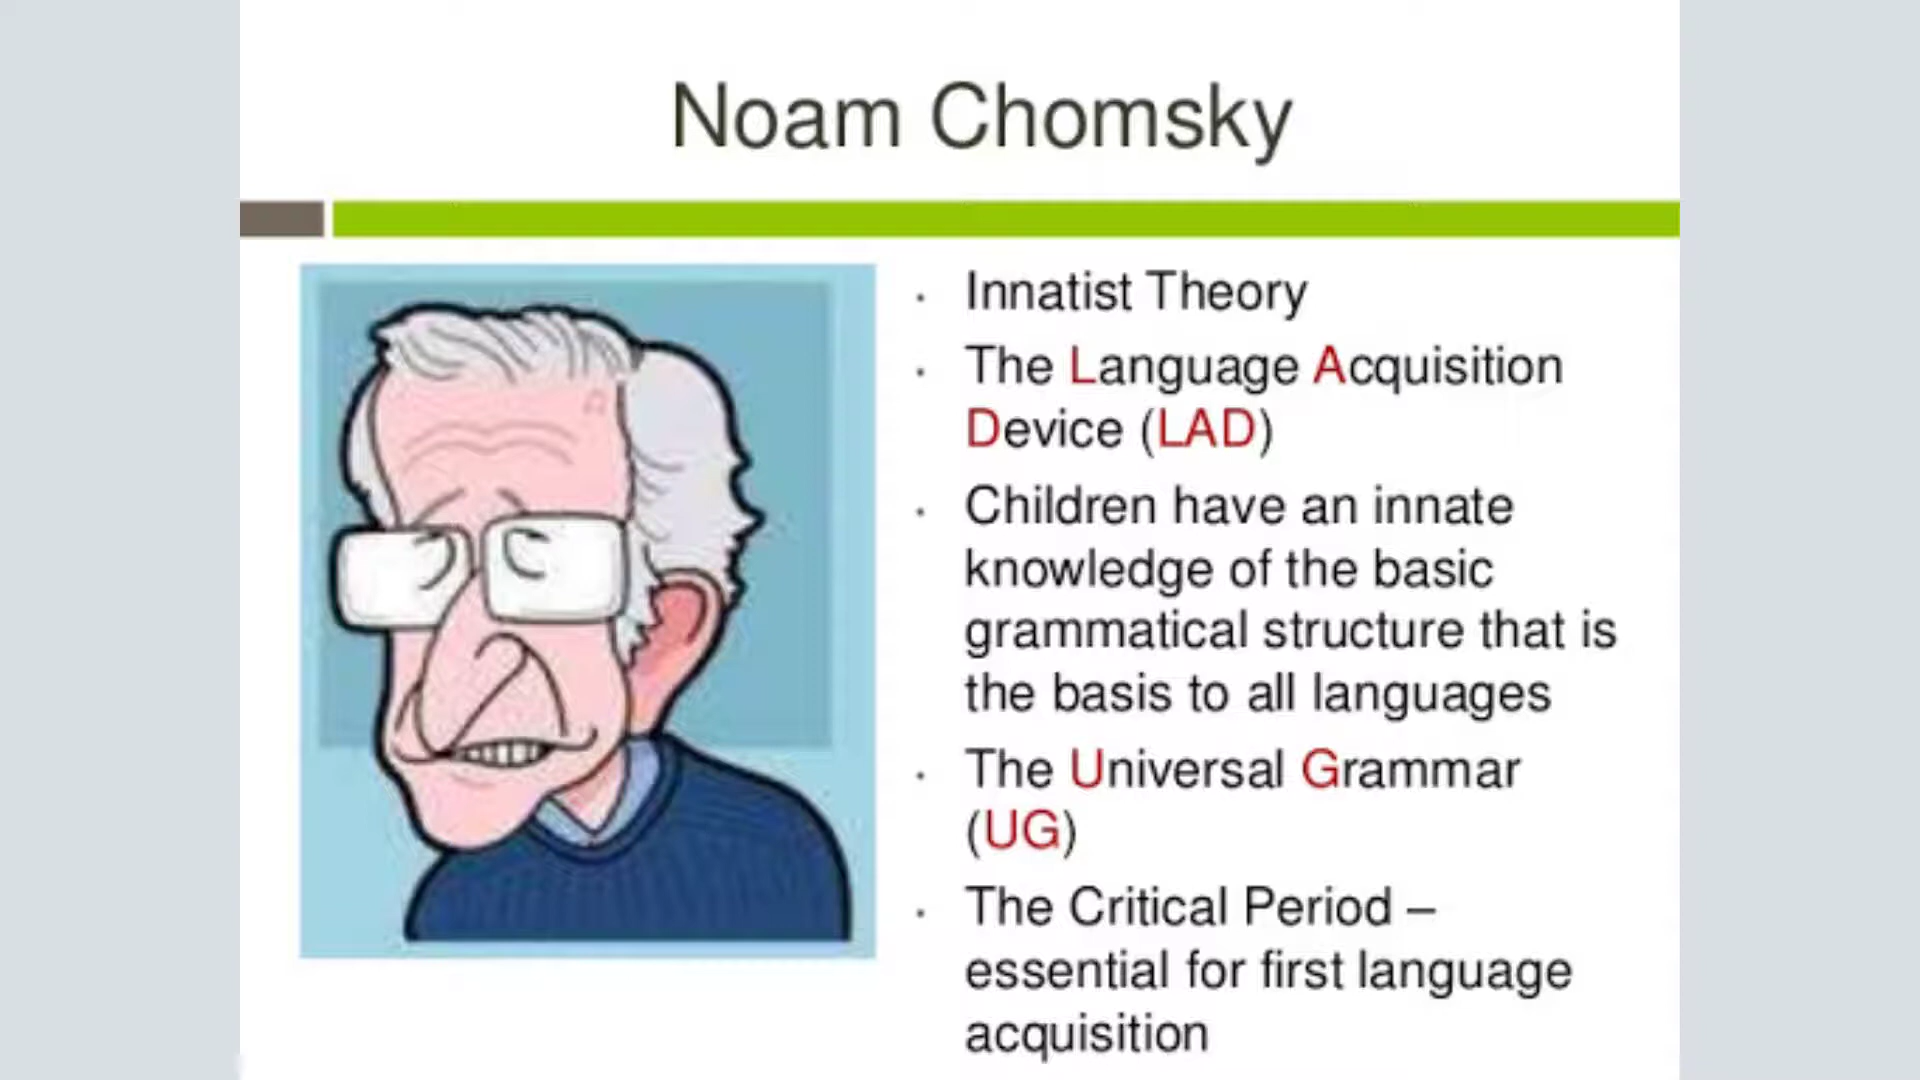 Noam Chomsky
· Innatist Theory
· The Language Acquisition
Device (LAD)
· Children have an innate
knowledge of the basic
grammatical structure that is
the basis to all languages
· The Universal Grammar
(UG)
· The Critical Period –
essential for first language
acquisition